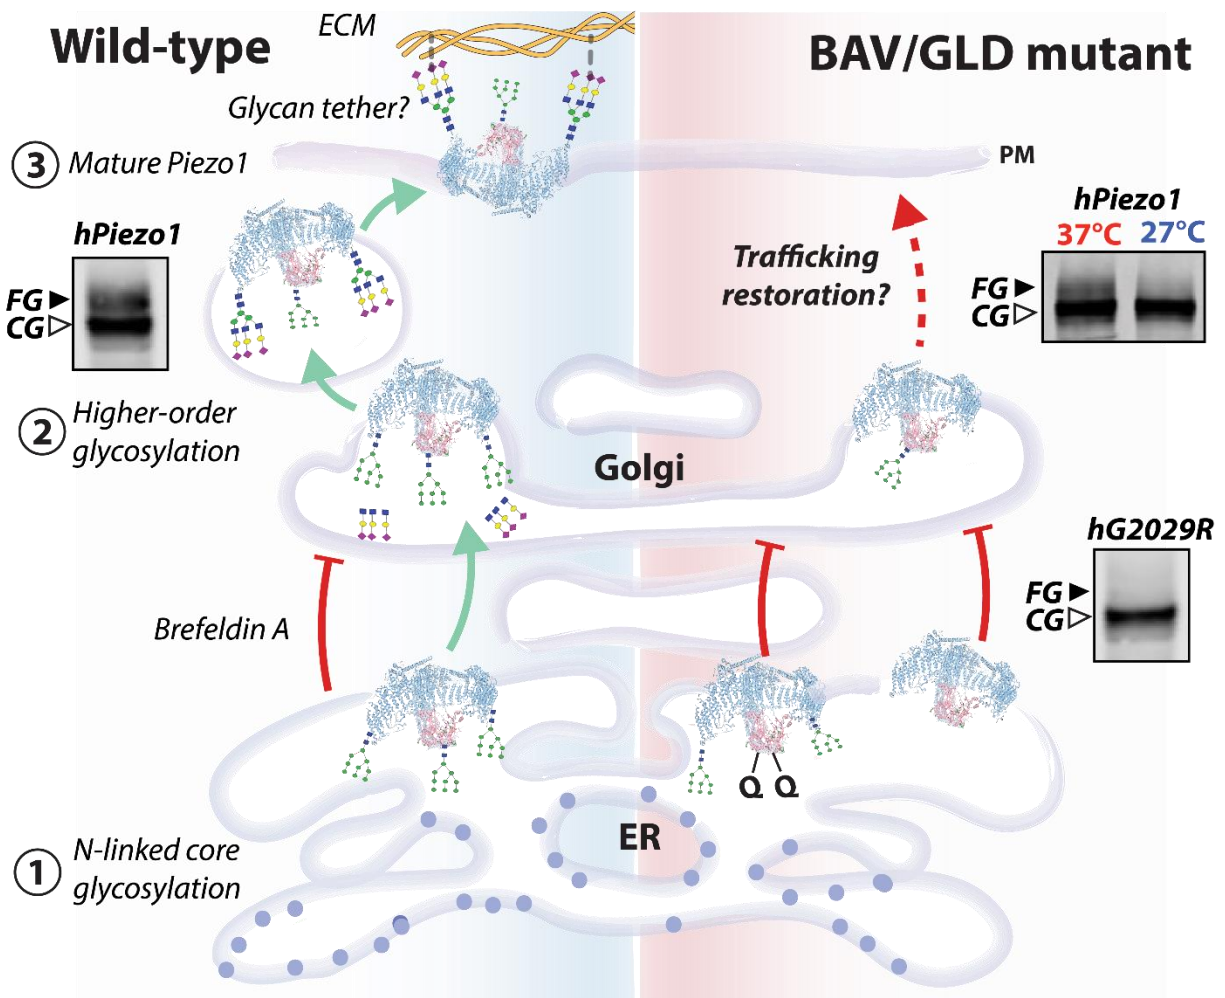 Wild-type
ECM
BAV/GLD mutant
Glycan tether?
3 Mature Piezo1
PM
hPiezo1
FG
CG
hPiezo1
37°C 27°C
FG
CG
Trafficking
restoration?
2 Higher-order
glycosylation
Golgi
hG2029R
FG
CG
Brefeldin A
Q Q
ER
1 N-linked core
glycosylation